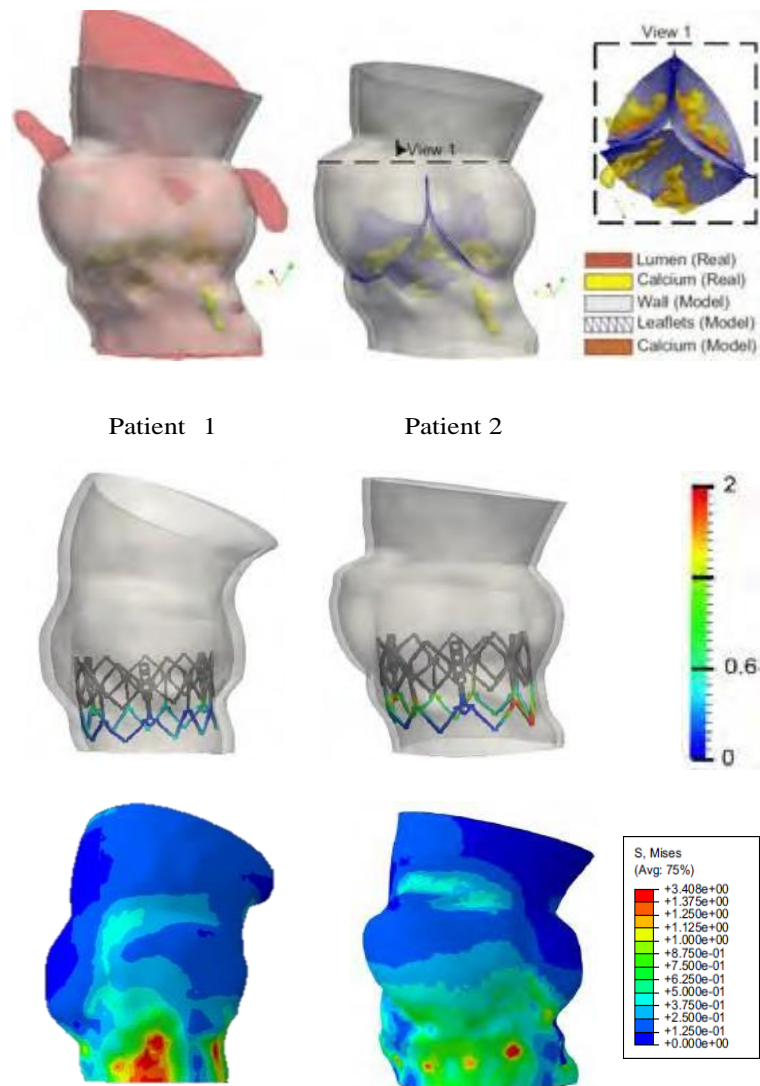 View 1
View 1
Lumen (Real)
Calcium (Real)
Wall (Model)
Leaflets (Model)
Calcium (Model)
Patient 1 Patient 2
2
0.6
0
S, Mises
(Avg: 75%)
+3.408e+00
+1.375e+00
+1.250e+00
+1.125e+00
+1.000e+00
+8.750e-01
+7.500e-01
+6.250e-01
+5.000e-01
+3.750e-01
+2.500e-01
+1.250e-01
+0.000e+00